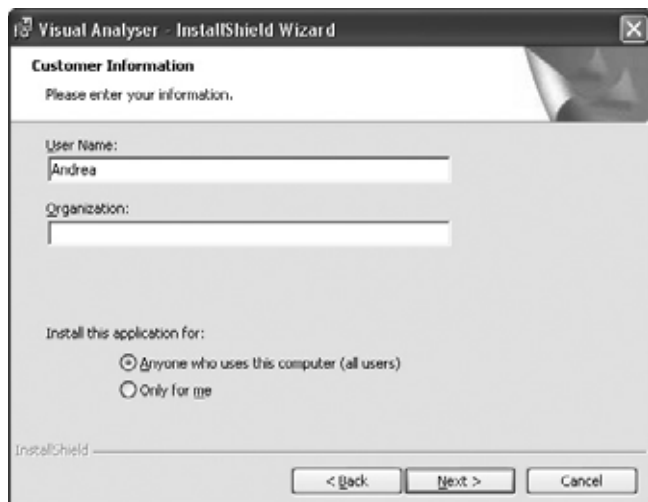 Visual Analyser - InstallShield Wizard
Customer Information
Please enter your information.
User Name:
Andrea
Organization:
Install this application for:
Anyone who uses this computer (all users)
Only for me
InstallShield
< Back Next > Cancel